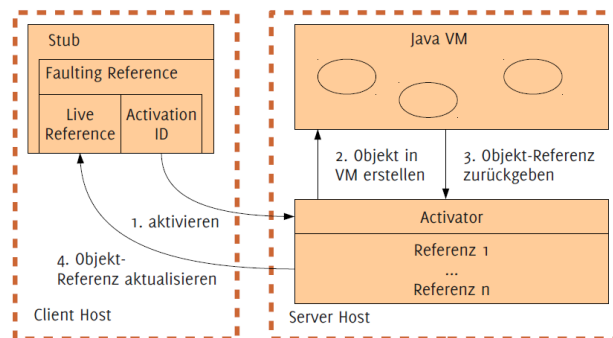 Stub
Faulting Reference
Live
Reference
Activation
ID
Java VM
2. Objekt in
VM erstellen
3. Objekt-Referenz
zurückgeben
1. aktivieren
Activator
4. Objekt-
Referenz aktualisieren
Referenz 1
...
Referenz n
Client Host
Server Host